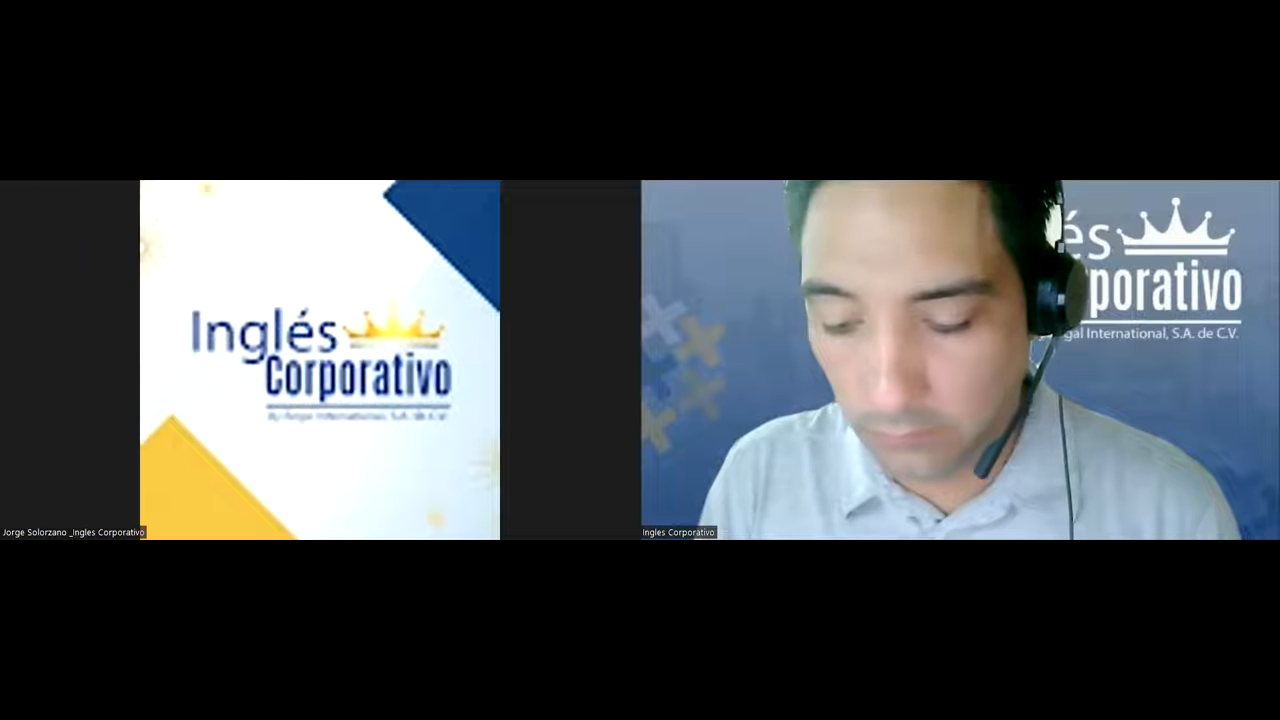 Inglés
Corporativo
Jorge Solorzano _Ingles Corporativo
és
porativo
gal International, S.A. de C.V.
Ingles Corporativo